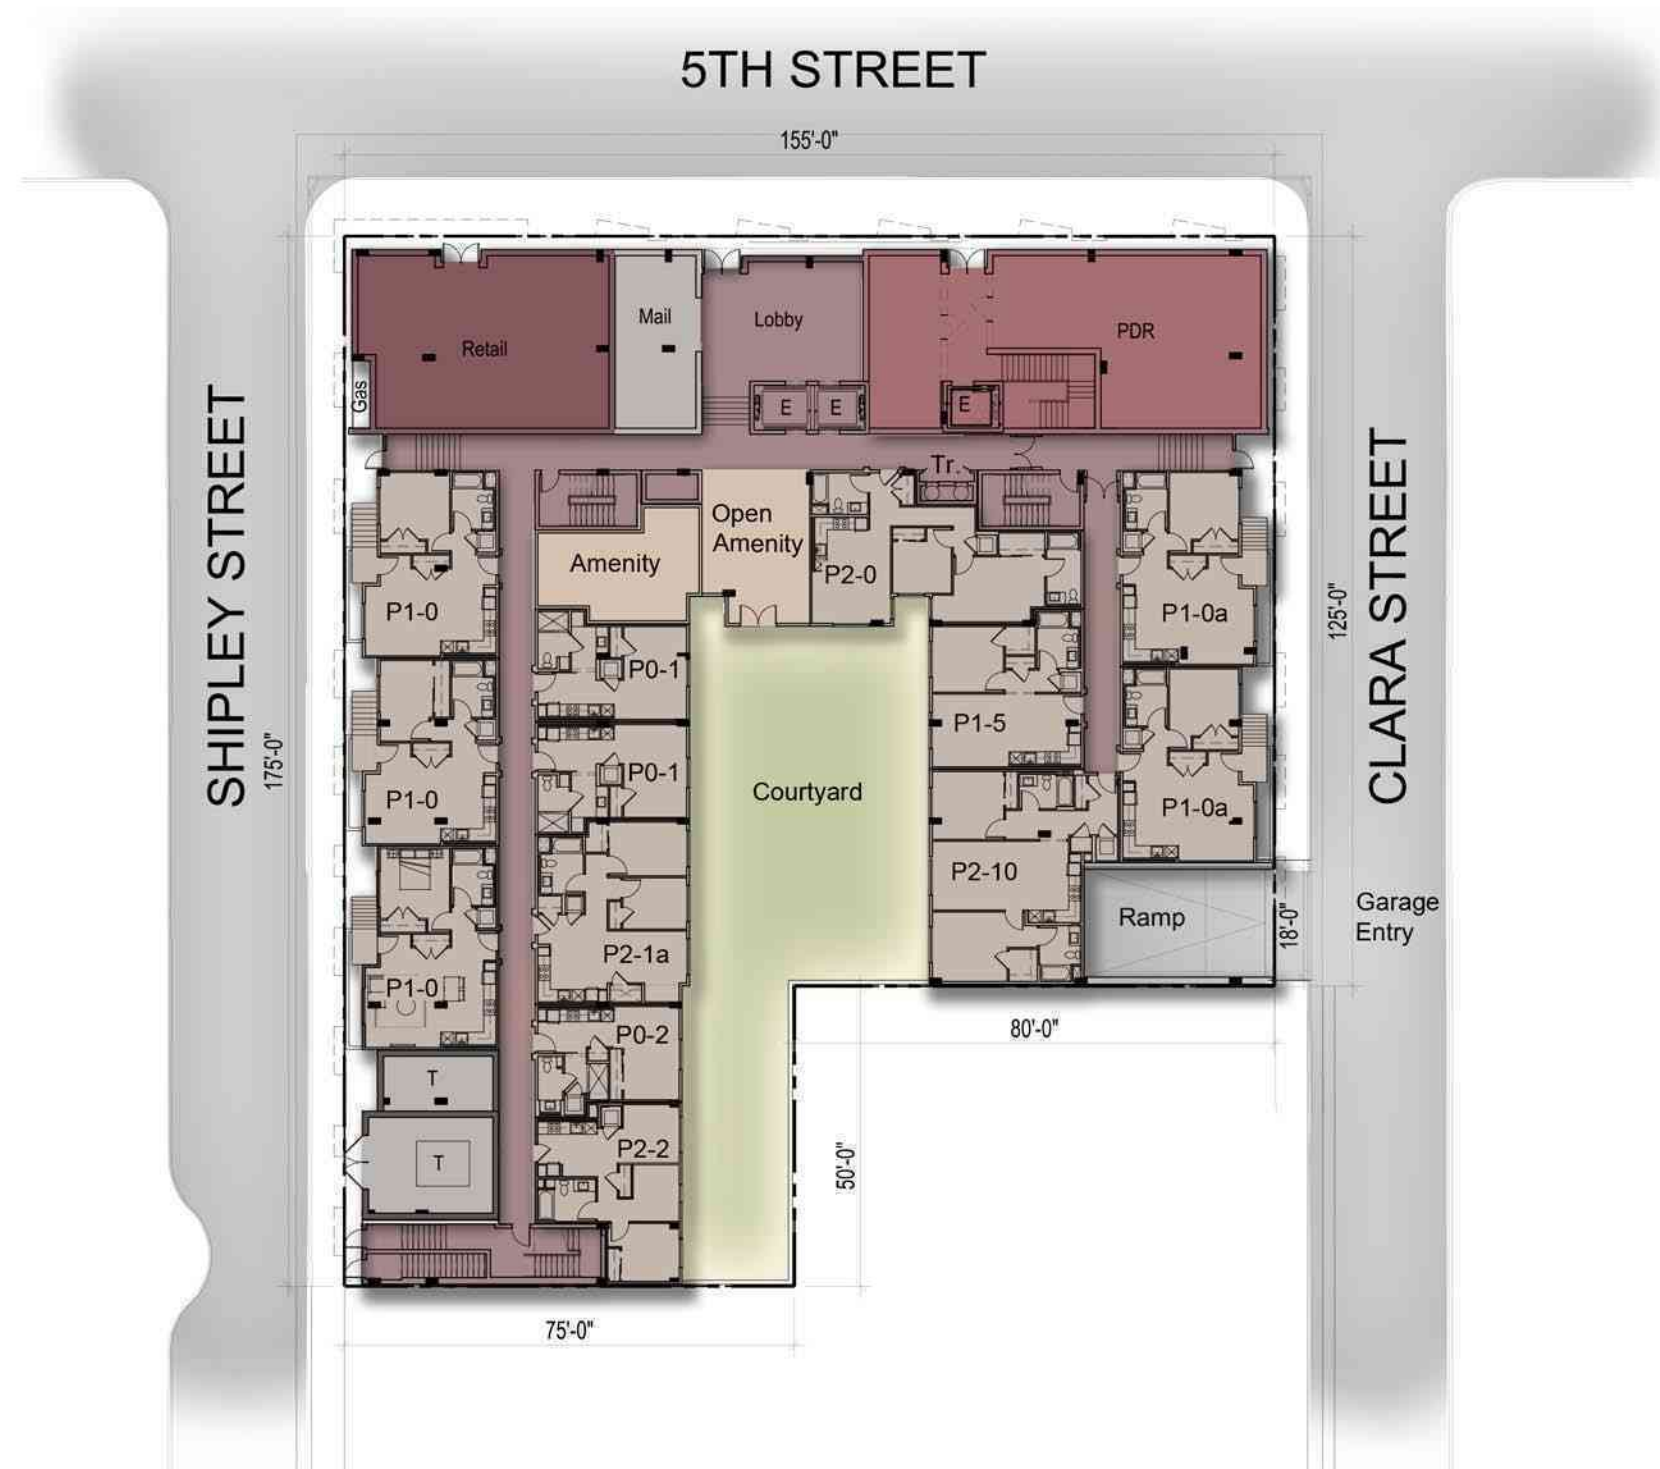 5TH STREET
155'-0"
Retail
Mail
Lobby
PDR
Gas
E
E
E
Tr.
SHIPLEY STREET
175'-0"
CLARA STREET
125'-0"
Open
Amenity
Amenity
P2-0
P1-0
P1-0a
P0-1
P1-5
P0-1
P1-0
P1-0a
Courtyard
P2-10
P2-1a
P1-0
Ramp
18'-0"
Garage
Entry
P0-2
80'-0"
T
P2-2
T
50'-0"
75'-0"